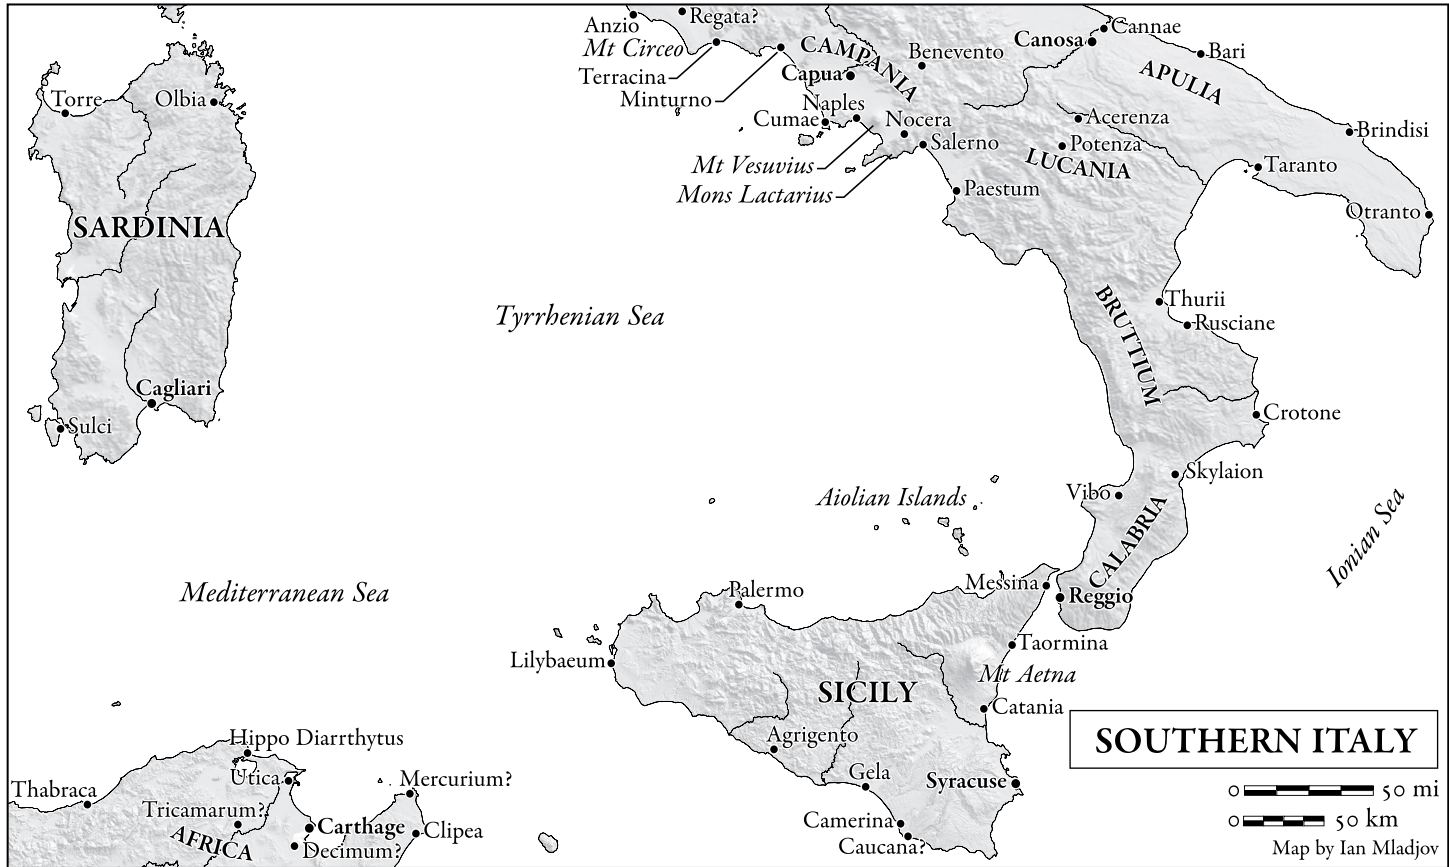 Anzio
Regata?
Mt Circeo
Terracina
Minturno
CAMPANIA
Capua
Benevento
Canosa
Cannae
Bari
APULIA
Torre
Olbia
Naples
Cumae
Nocera
Salerno
Acerenza
Potenza
Brindisi
LUCANIA
Taranto
Mt Vesuvius
Mons Lactarius
Paestum
Otranto
SARDINIA
Tyrrhenian Sea
BRUTTIUM
Thurii
Rusciane
Cagliari
Sulci
Crotone
Skylaion
Vibo
Aiolian Islands
CALABRIA
Ionian Sea
Mediterranean Sea
Messina
Reggio
Palermo
Taormina
Lilybaeum
Mt Aetna
SICILY
Catania
Agrigento
Gela
Syracuse
Camerina
Caucana?
Hippo Diarrthytus
Utica
Mercurium?
Thabraca
Tricamarum?
AFRICA
Carthage
Clipea
Decimum?
SOUTHERN ITALY
0 50 mi
0 50 km
Map by Ian Mladjov